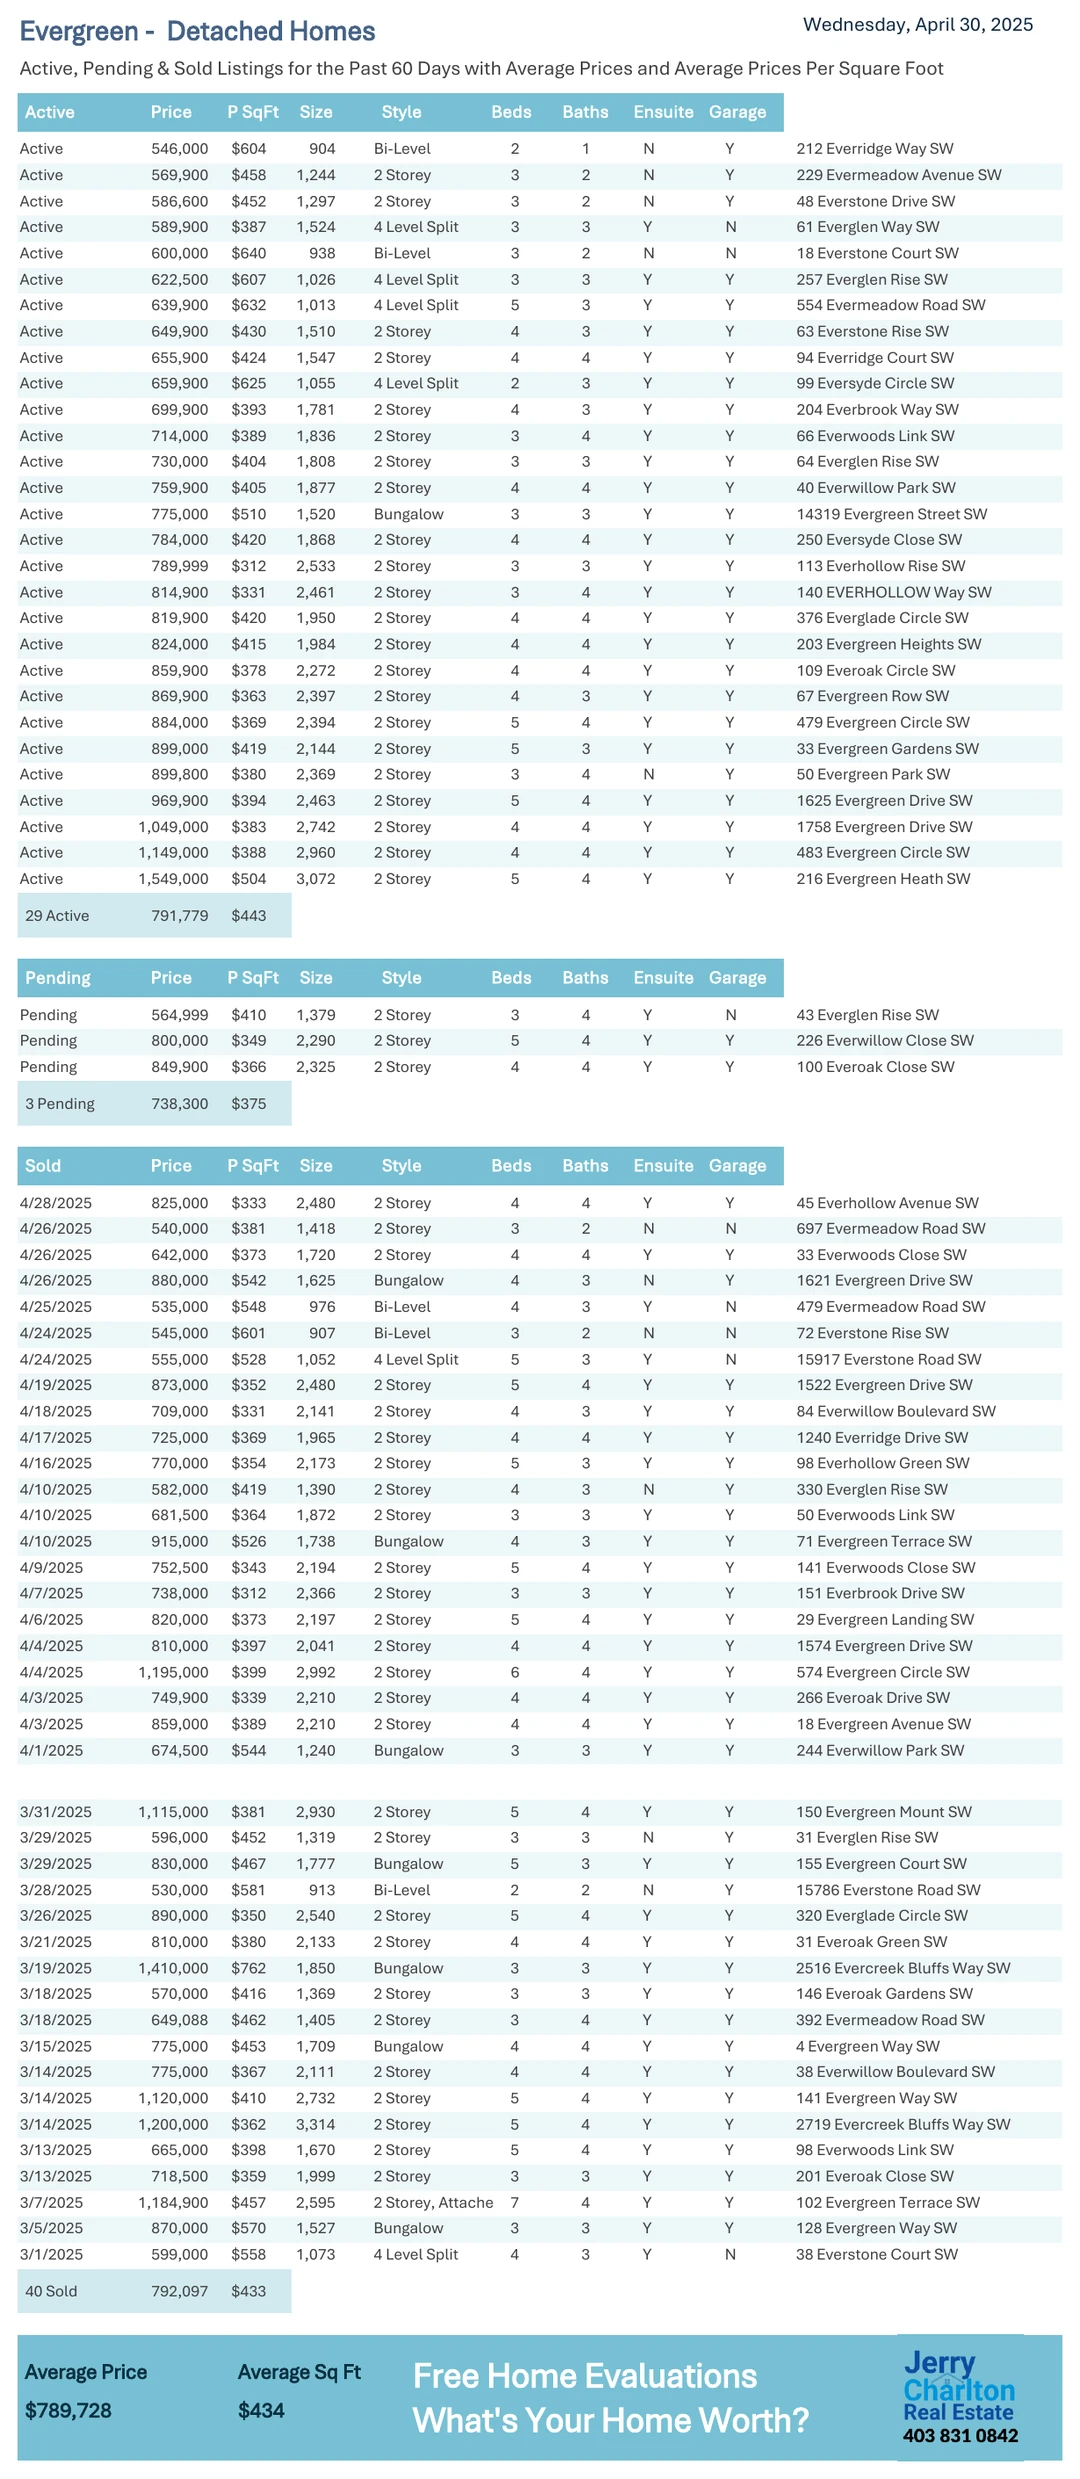 Evergreen - Detached Homes
Wednesday, April 30, 2025
Active, Pending & Sold Listings for the Past 60 Days with Average Prices and Average Prices Per Square Foot
Active Price P SqFt Size Style Beds Baths Ensuite Garage
Active 546,000 $604 904 Bi-Level 2 1 N Y 212 Everridge Way SW
Active 569,900 $458 1,244 2 Storey 3 2 N Y 229 Evermeadow Avenue SW
Active 586,600 $452 1,297 2 Storey 3 2 N Y 48 Everstone Drive SW
Active 589,900 $387 1,524 4 Level Split 3 3 Y N 61 Everglen Way SW
Active 600,000 $640 938 Bi-Level 3 2 N N 18 Everstone Court SW
Active 622,500 $607 1,026 4 Level Split 3 3 Y Y 257 Everglen Rise SW
Active 639,900 $632 1,013 4 Level Split 5 3 Y Y 554 Evermeadow Road SW
Active 649,900 $430 1,510 2 Storey 4 3 Y Y 63 Everstone Rise SW
Active 655,900 $424 1,547 2 Storey 4 4 Y Y 94 Everridge Court SW
Active 659,900 $625 1,055 4 Level Split 2 3 Y Y 99 Eversyde Circle SW
Active 699,900 $393 1,781 2 Storey 4 3 Y Y 204 Everbrook Way SW
Active 714,000 $389 1,836 2 Storey 3 4 Y Y 66 Everwoods Link SW
Active 730,000 $404 1,808 2 Storey 3 3 Y Y 64 Everglen Rise SW
Active 759,900 $405 1,877 2 Storey 4 4 Y Y 40 Everwillow Park SW
Active 775,000 $510 1,520 Bungalow 3 3 Y Y 14319 Evergreen Street SW
Active 784,000 $420 1,868 2 Storey 4 4 Y Y 250 Eversyde Close SW
Active 789,999 $312 2,533 2 Storey 3 3 Y Y 113 Everhollow Rise SW
Active 814,900 $331 2,461 2 Storey 3 4 Y Y 140 EVERHOLLOW Way SW
Active 819,900 $420 1,950 2 Storey 4 4 Y Y 376 Everglade Circle SW
Active 824,000 $415 1,984 2 Storey 4 4 Y Y 203 Evergreen Heights SW
Active 859,900 $378 2,272 2 Storey 4 4 Y Y 109 Everoak Circle SW
Active 869,900 $363 2,397 2 Storey 4 3 Y Y 67 Evergreen Row SW
Active 884,000 $369 2,394 2 Storey 5 4 Y Y 479 Evergreen Circle SW
Active 899,000 $419 2,144 2 Storey 5 3 Y Y 33 Evergreen Gardens SW
Active 899,800 $380 2,369 2 Storey 3 4 N Y 50 Evergreen Park SW
Active 969,900 $394 2,463 2 Storey 5 4 Y Y 1625 Evergreen Drive SW
Active 1,049,000 $383 2,742 2 Storey 4 4 Y Y 1758 Evergreen Drive SW
Active 1,149,000 $388 2,960 2 Storey 4 4 Y Y 483 Evergreen Circle SW
Active 1,549,000 $504 3,072 2 Storey 5 4 Y Y 216 Evergreen Heath SW
29 Active 791,779 $443
Pending Price P SqFt Size Style Beds Baths Ensuite Garage
Pending 564,999 $410 1,379 2 Storey 3 4 Y N 43 Everglen Rise SW
Pending 800,000 $349 2,290 2 Storey 5 4 Y Y 226 Everwillow Close SW
Pending 849,900 $366 2,325 2 Storey 4 4 Y Y 100 Everoak Close SW
3 Pending 738,300 $375
Sold Price P SqFt Size Style Beds Baths Ensuite Garage
4/28/2025 825,000 $333 2,480 2 Storey 4 4 Y Y 45 Everhollow Avenue SW
4/26/2025 540,000 $381 1,418 2 Storey 3 2 N N 697 Evermeadow Road SW
4/26/2025 642,000 $373 1,720 2 Storey 4 4 Y Y 33 Everwoods Close SW
4/26/2025 880,000 $542 1,625 Bungalow 4 3 N Y 1621 Evergreen Drive SW
4/25/2025 535,000 $548 976 Bi-Level 4 3 Y N 479 Evermeadow Road SW
4/24/2025 545,000 $601 907 Bi-Level 3 2 N N 72 Everstone Rise SW
4/24/2025 555,000 $528 1,052 4 Level Split 5 3 Y N 15917 Everstone Road SW
4/19/2025 873,000 $352 2,480 2 Storey 5 4 Y Y 1522 Evergreen Drive SW
4/18/2025 709,000 $331 2,141 2 Storey 4 3 Y Y 84 Everwillow Boulevard SW
4/17/2025 725,000 $369 1,965 2 Storey 4 4 Y Y 1240 Everridge Drive SW
4/16/2025 770,000 $354 2,173 2 Storey 5 3 Y Y 98 Everhollow Green SW
4/10/2025 582,000 $419 1,390 2 Storey 4 3 N Y 330 Everglen Rise SW
4/10/2025 681,500 $364 1,872 2 Storey 3 3 Y Y 50 Everwoods Link SW
4/10/2025 915,000 $526 1,738 Bungalow 4 3 Y Y 71 Evergreen Terrace SW
4/9/2025 752,500 $343 2,194 2 Storey 5 4 Y Y 141 Everwoods Close SW
4/7/2025 738,000 $312 2,366 2 Storey 3 3 Y Y 151 Everbrook Drive SW
4/6/2025 820,000 $373 2,197 2 Storey 5 4 Y Y 29 Evergreen Landing SW
4/4/2025 810,000 $397 2,041 2 Storey 4 4 Y Y 1574 Evergreen Drive SW
4/4/2025 1,195,000 $399 2,992 2 Storey 6 4 Y Y 574 Evergreen Circle SW
4/3/2025 749,900 $339 2,210 2 Storey 4 4 Y Y 266 Everoak Drive SW
4/3/2025 859,000 $389 2,210 2 Storey 4 4 Y Y 18 Evergreen Avenue SW
4/1/2025 674,500 $544 1,240 Bungalow 3 3 Y Y 244 Everwillow Park SW
3/31/2025 1,115,000 $381 2,930 2 Storey 5 4 Y Y 150 Evergreen Mount SW
3/29/2025 596,000 $452 1,319 2 Storey 3 3 N Y 31 Everglen Rise SW
3/29/2025 830,000 $467 1,777 Bungalow 5 3 Y Y 155 Evergreen Court SW
3/28/2025 530,000 $581 913 Bi-Level 2 2 N Y 15786 Everstone Road SW
3/26/2025 890,000 $350 2,540 2 Storey 5 4 Y Y 320 Everglade Circle SW
3/21/2025 810,000 $380 2,133 2 Storey 4 4 Y Y 31 Everoak Green SW
3/19/2025 1,410,000 $762 1,850 Bungalow 3 3 Y Y 2516 Evercreek Bluffs Way SW
3/18/2025 570,000 $416 1,369 2 Storey 3 3 Y Y 146 Everoak Gardens SW
3/18/2025 649,088 $462 1,405 2 Storey 3 4 Y Y 392 Evermeadow Road SW
3/15/2025 775,000 $453 1,709 Bungalow 4 4 Y Y 4 Evergreen Way SW
3/14/2025 775,000 $367 2,111 2 Storey 4 4 Y Y 38 Everwillow Boulevard SW
3/14/2025 1,120,000 $410 2,732 2 Storey 5 4 Y Y 141 Evergreen Way SW
3/14/2025 1,200,000 $362 3,314 2 Storey 5 4 Y Y 2719 Evercreek Bluffs Way SW
3/13/2025 665,000 $398 1,670 2 Storey 5 4 Y Y 98 Everwoods Link SW
3/13/2025 718,500 $359 1,999 2 Storey 3 3 Y Y 201 Everoak Close SW
3/7/2025 1,184,900 $457 2,595 2 Storey, Attache 7 4 Y Y 102 Evergreen Terrace SW
3/5/2025 870,000 $570 1,527 Bungalow 3 3 Y Y 128 Evergreen Way SW
3/1/2025 599,000 $558 1,073 4 Level Split 4 3 Y N 38 Everstone Court SW
40 Sold 792,097 $433
Average Price Average Sq Ft
$789,728 $434
Free Home Evaluations
What's Your Home Worth?
Jerry
Charlton
Real Estate
403 831 0842